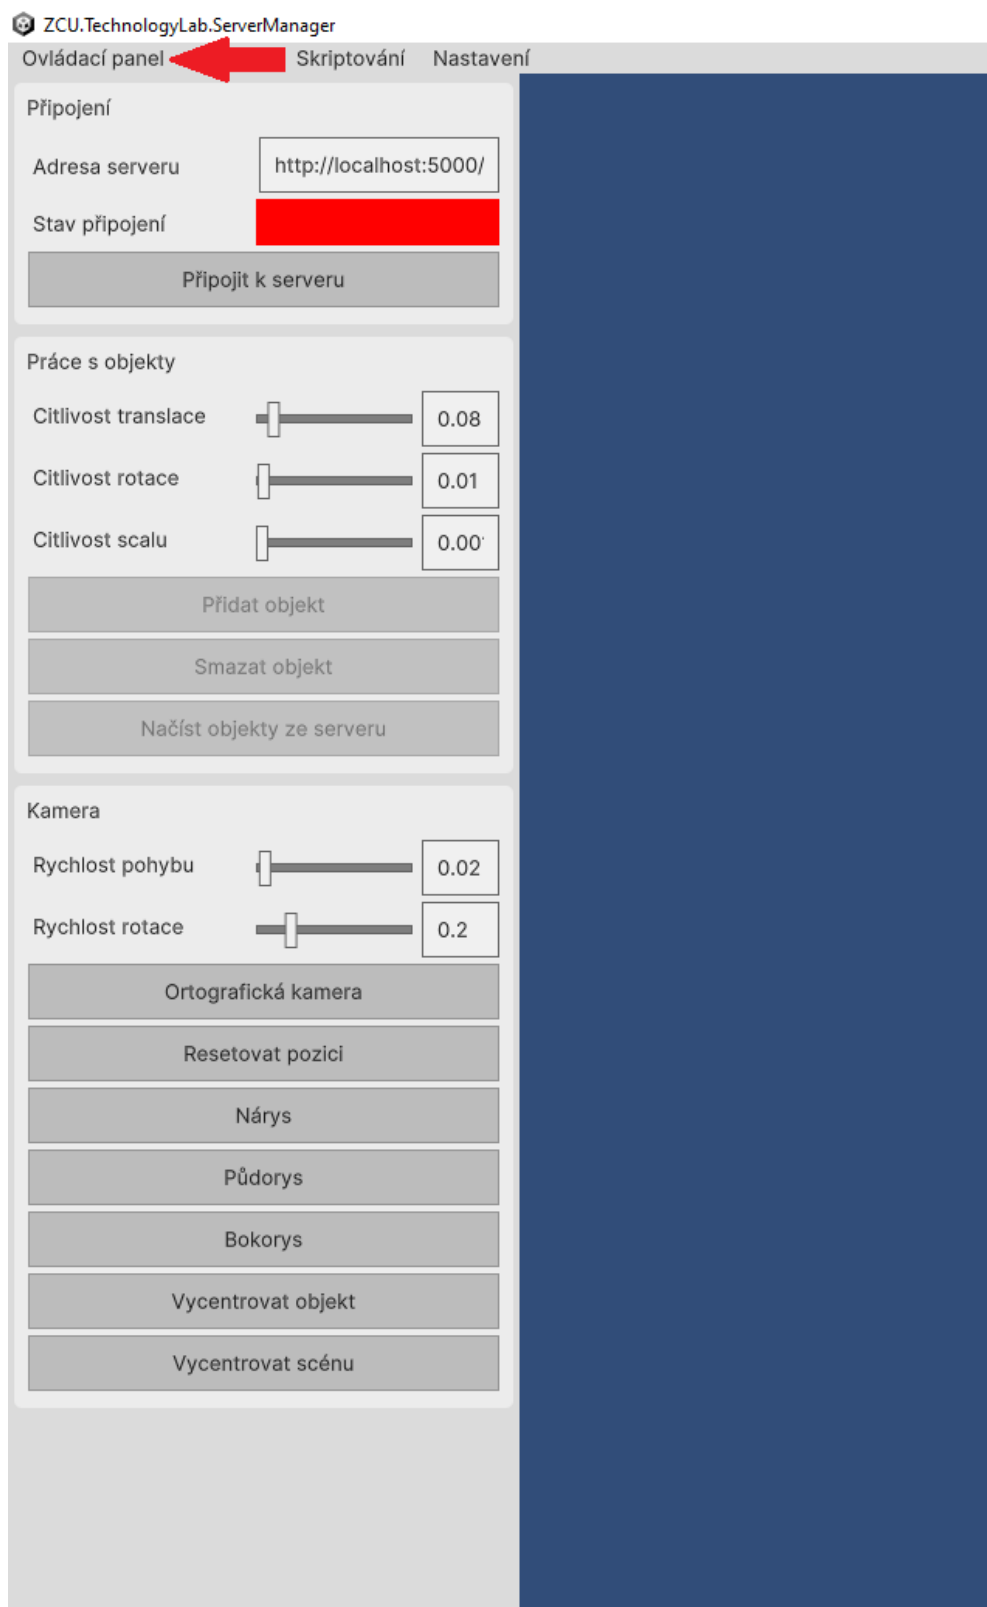 ZCU.TechnologyLab.ServerManager
Ovládací panel Skriptování Nastavení
Připojení
Adresa serveru http://localhost:5000/
Stav připojení
Připojit k serveru
Práce s objekty
Citlivost translace 0.08
Citlivost rotace 0.01
Citlivost scalu 0.00
Přidat objekt
Smazat objekt
Načíst objekty ze serveru
Kamera
Rychlost pohybu 0.02
Rychlost rotace 0.2
Ortografická kamera
Resetovat pozici
Nárys
Půdorys
Bokorys
Vycentrovat objekt
Vycentrovat scénu